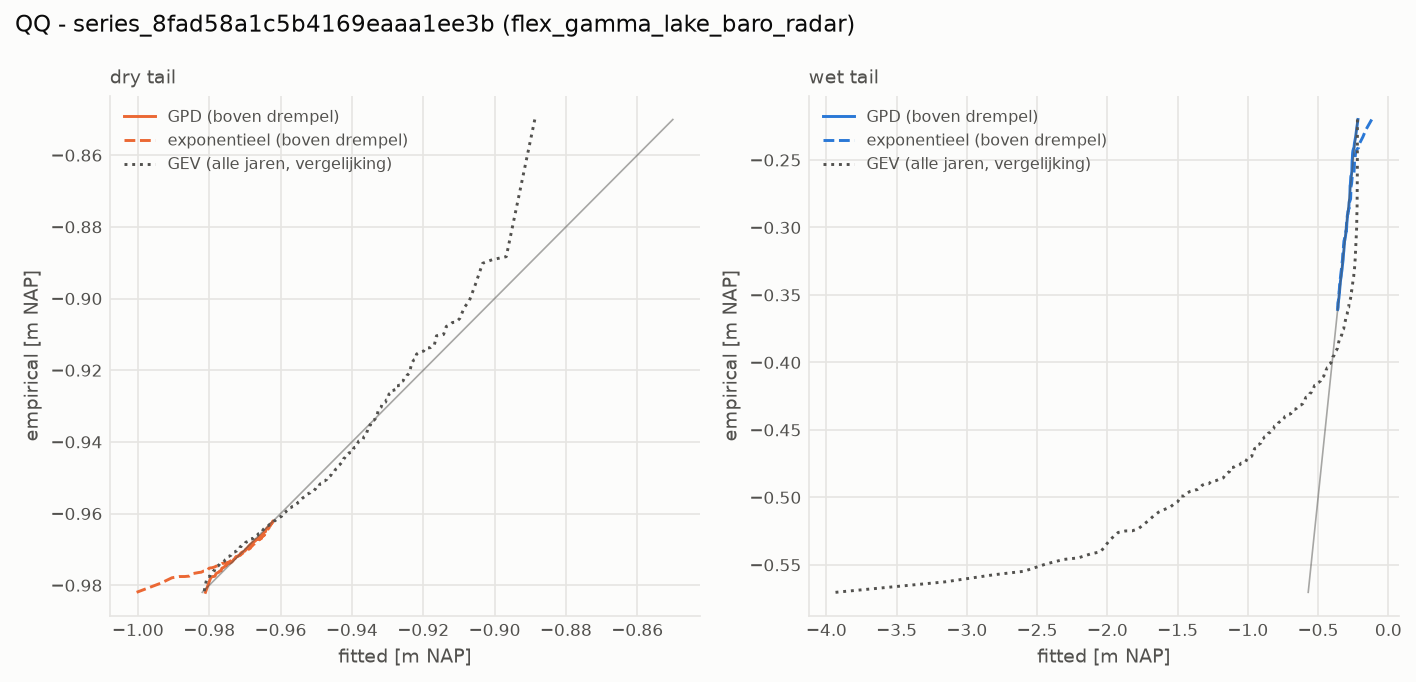 QQ - series_8fad58a1c5b4169eaaa1ee3b (flex_gamma_lake_baro_radar)
dry tail
GPD (boven drempel)
exponentieel (boven drempel)
GEV (alle jaren, vergelijking)
−0.86
−0.88
−0.90
−0.92
−0.94
−0.96
−0.98
empirical [m NAP]
−1.00 −0.98 −0.96 −0.94 −0.92 −0.90 −0.88 −0.86
fitted [m NAP]
wet tail
GPD (boven drempel)
exponentieel (boven drempel)
GEV (alle jaren, vergelijking)
−0.25
−0.30
−0.35
−0.40
−0.45
−0.50
−0.55
empirical [m NAP]
−4.0 −3.5 −3.0 −2.5 −2.0 −1.5 −1.0 −0.5 0.0
fitted [m NAP]